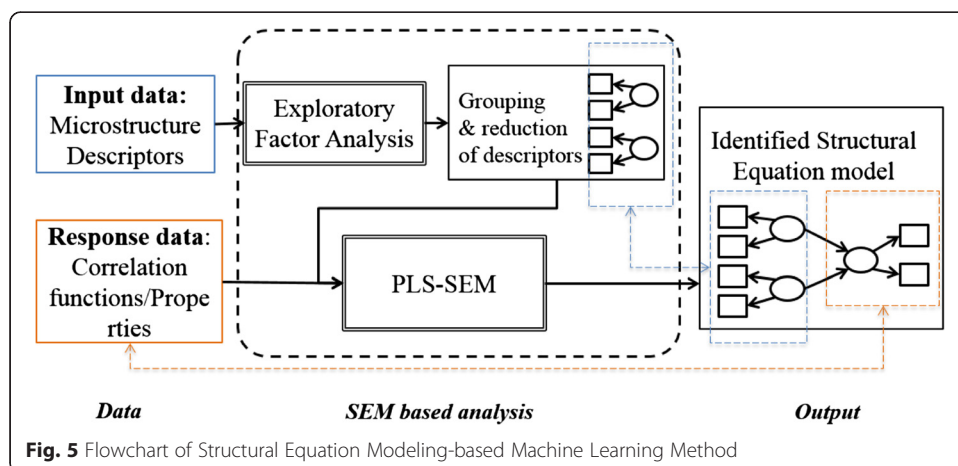 Input data:
Microstructure
Descriptors
Exploratory
Factor Analysis
Grouping
& reduction
of descriptors
Identified Structural
Equation model
Response data:
Correlation
functions/Prope
rties
PLS-SEM
Data
SEM based analysis
Output
Fig. 5 Flowchart of Structural Equation Modeling-based Machine Learning Method